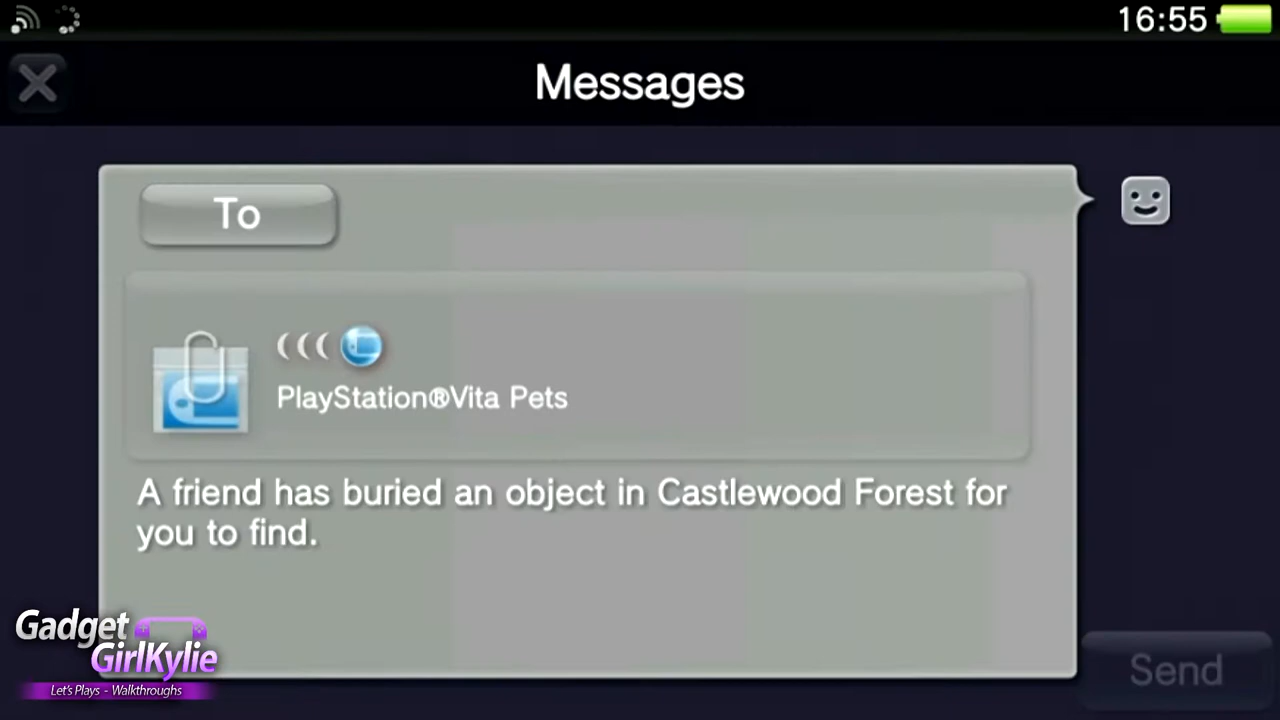 16:55
Messages
To
PlayStation®Vita Pets
A friend has buried an object in Castlewood Forest for
you to find.
Gadget
GirlKylie
Let's Plays - Walkthroughs
Send